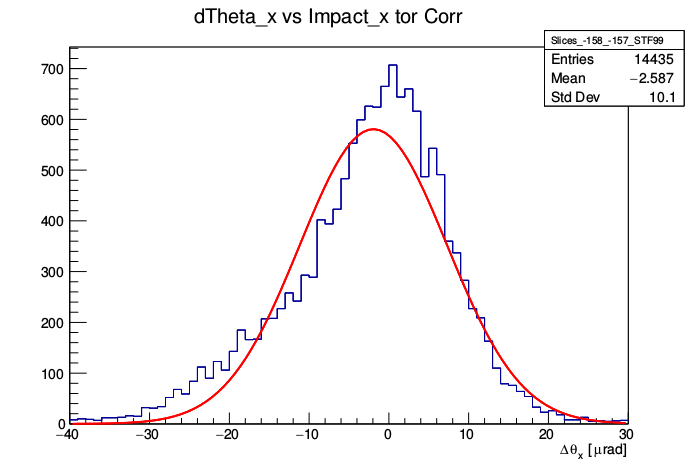 dTheta_x vs Impact_x tor Corr
Slices_-158_-157_STF99
Entries 14435
Mean −2.587
Std Dev 10.1
700
600
500
400
300
200
100
0
−40 −30 −20 −10 0 10 20 30
Δθx [μrad]